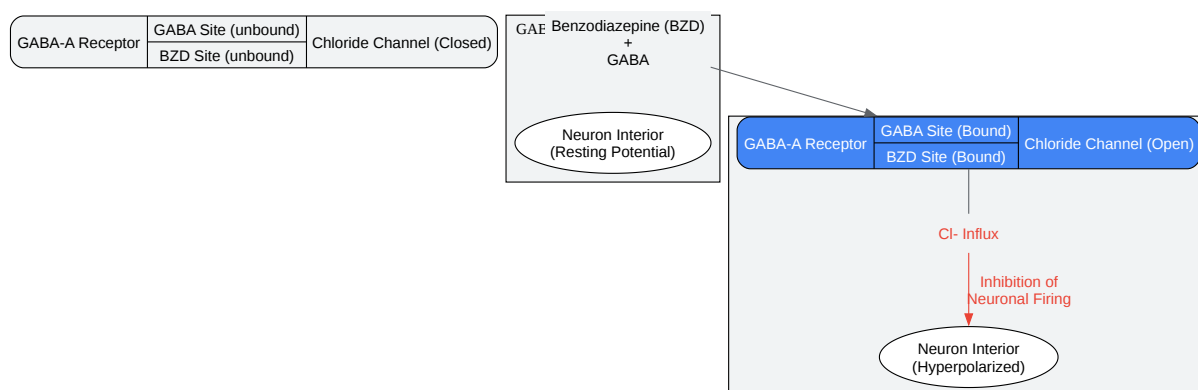 GABA-A Receptor
GABA Site (unbound)
BZD Site (unbound)
Chloride Channel (Closed)
Benzodiazepine (BZD)
+
GABA
Neuron Interior
(Resting Potential)
GABA-A Receptor
GABA Site (Bound)
BZD Site (Bound)
Chloride Channel (Open)
Cl- Influx
Inhibition of
Neuronal Firing
Neuron Interior
(Hyperpolarized)